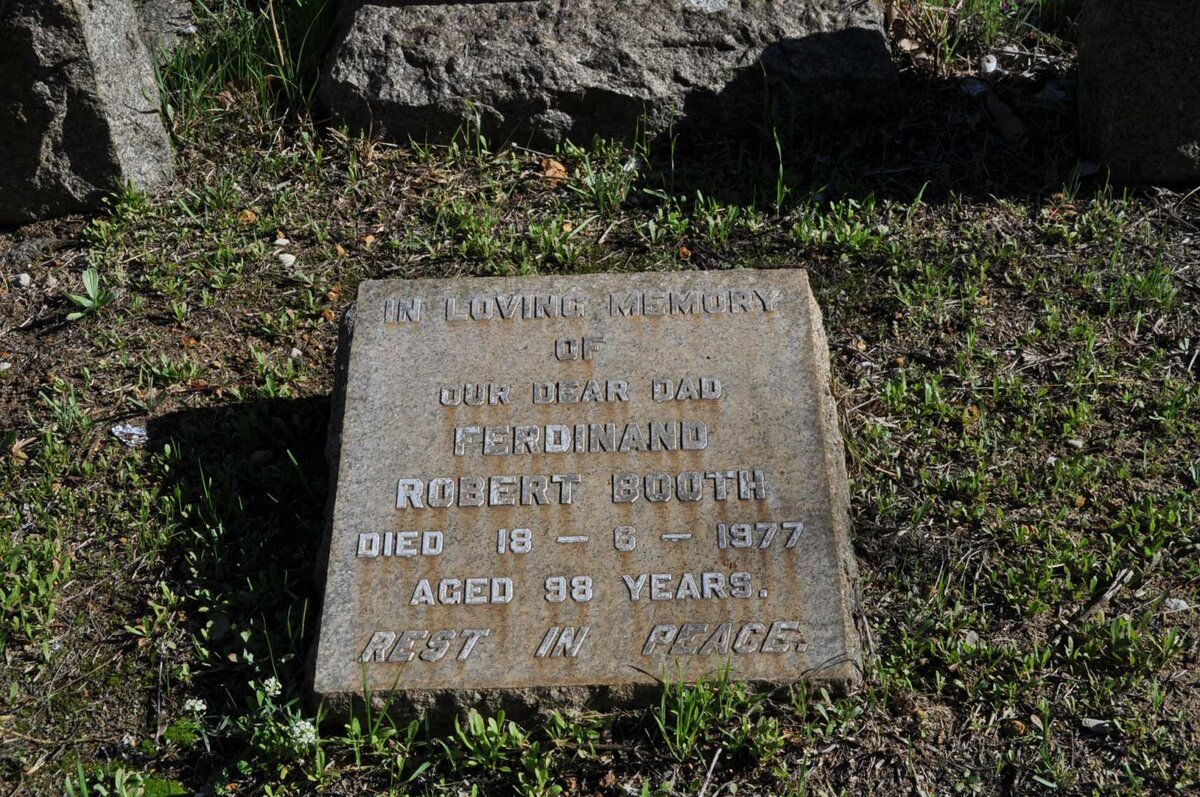 IN LOVING MEMORY
OF
OUR DEAR DAD
FERDINAND
ROBERT BOOTH
DIED 18 — 6 — 1977
AGED 98 YEARS.
REST IN PEACE.